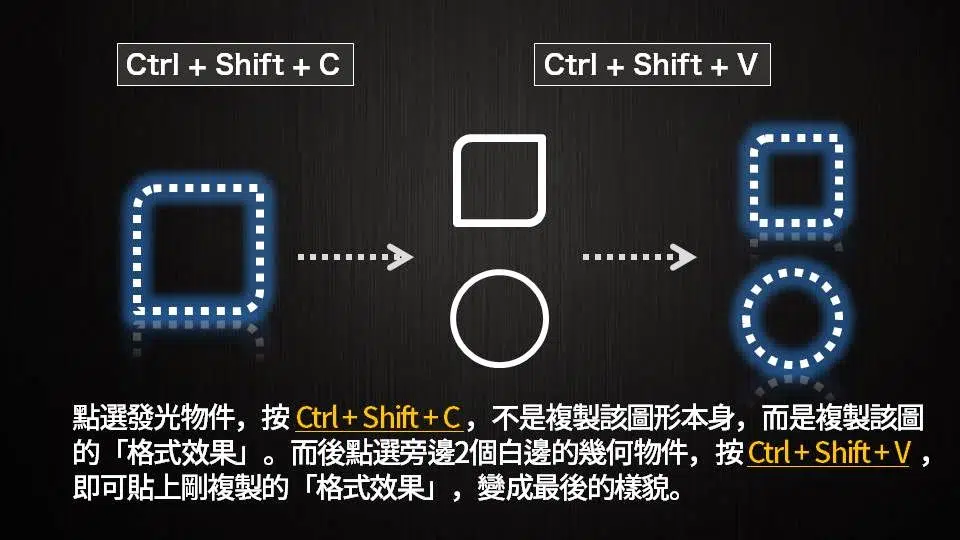 Ctrl + Shift + C
Ctrl + Shift + V
點選發光物件，按 Ctrl + Shift + C，不是複製該圖形本身，而是複製該圖
的「格式效果」。而後點選旁邊2個白邊的幾何物件，按 Ctrl + Shift + V ，
即可貼上剛複製的「格式效果」，變成最後的樣貌。